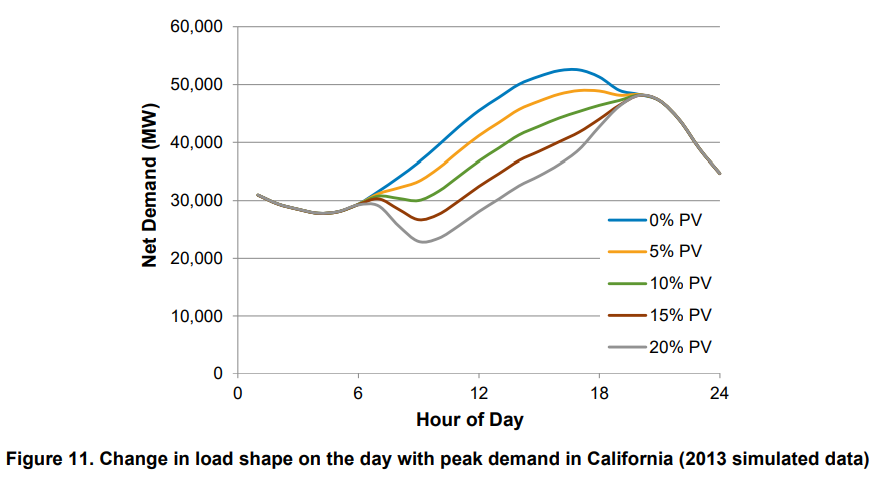 60,000
50,000
40,000
30,000
20,000
10,000
0
Net Demand (MW)
0% PV
5% PV
10% PV
15% PV
20% PV
0 6 12 18 24
Hour of Day
Figure 11. Change in load shape on the day with peak demand in California (2013 simulated data)